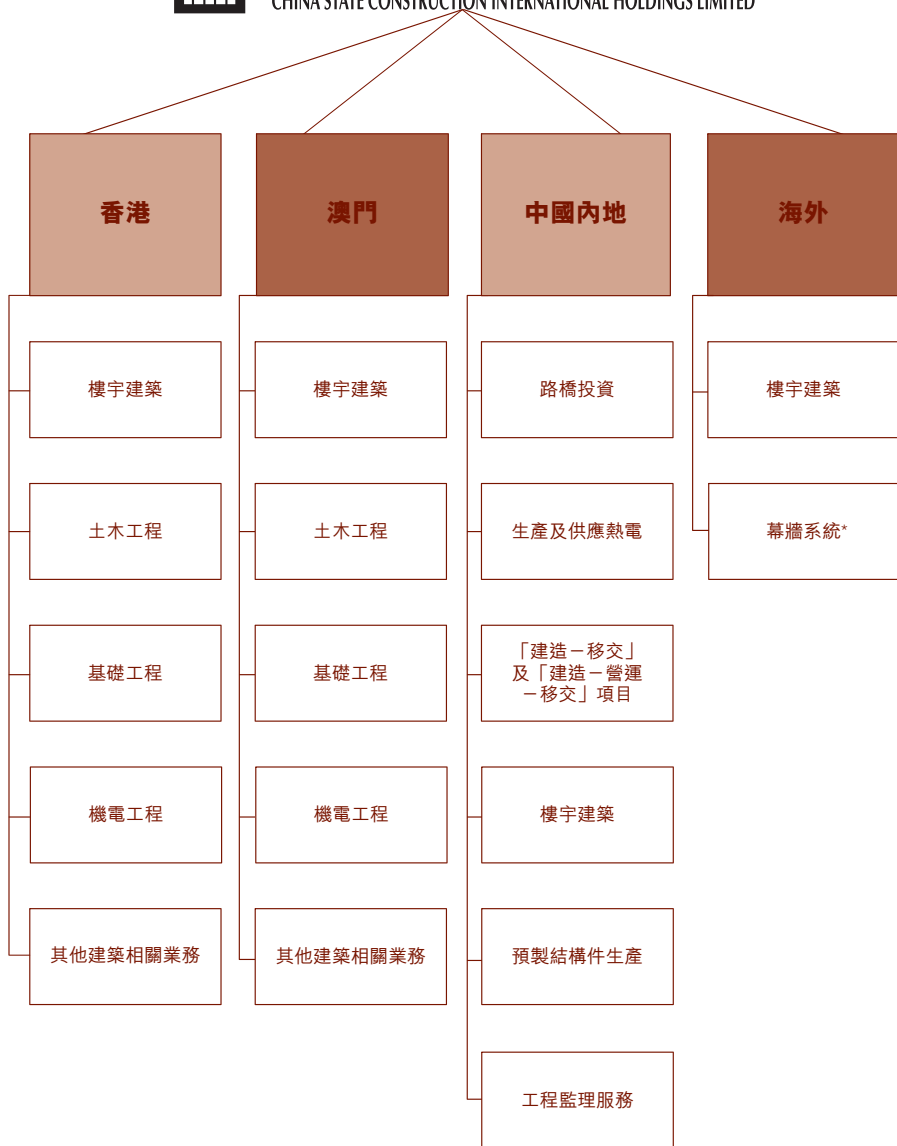 CHINA STATE CONSTRUCTION INTERNATIONAL HOLDINGS LIMITED
香港
樓宇建築
土木工程
基礎工程
機電工程
其他建築相關業務
澳門
樓宇建築
土木工程
基礎工程
機電工程
其他建築相關業務
中國內地
路橋投資
生產及供應熱電
「建造－移交」
及「建造－營運
－移交」項目
樓宇建築
預製結構件生產
工程監理服務
海外
樓宇建築
幕牆系統*